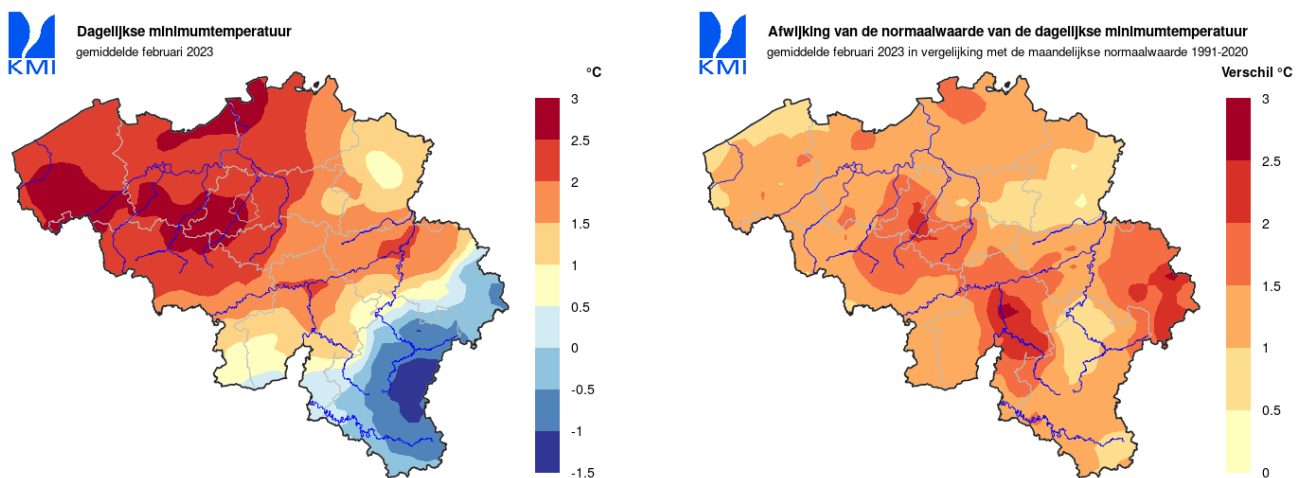 KMI
Dagelijkse minimumtemperatuur
gemiddelde februari 2023
°C
3
2.5
2
1.5
1
0.5
0
-0.5
-1
-1.5
KMI
Afwijking van de normaalwaarde van de dagelijkse minimumtemperatuur
gemiddelde februari 2023 in vergelijking met de maandelijkse normaalwaarde 1991-2020
Verschil °C
3
2.5
2
1.5
1
0.5
0